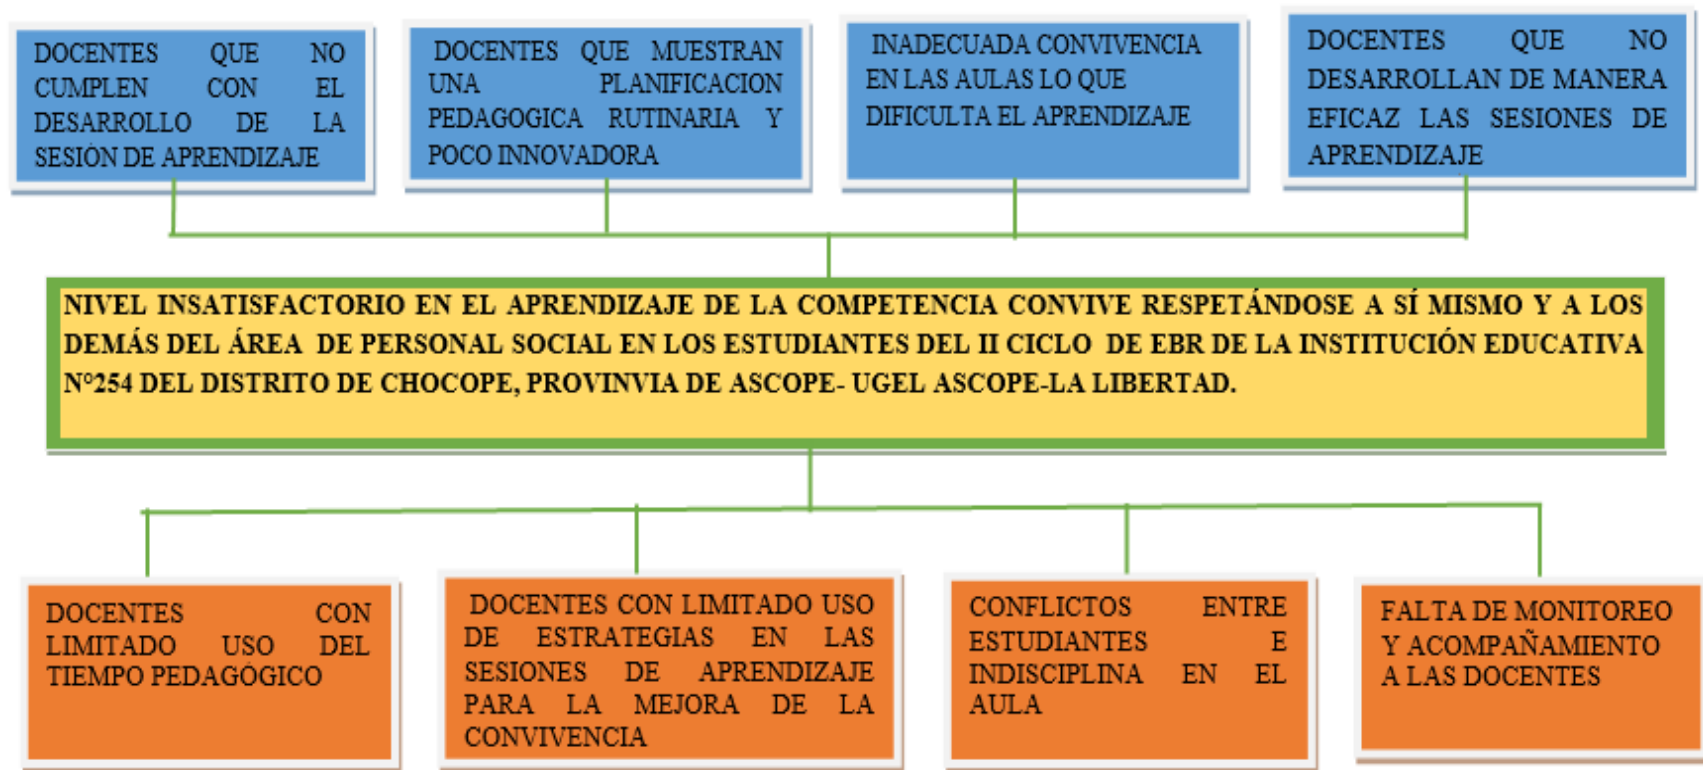 DOCENTES QUE NO
CUMPLEN CON EL
DESARROLLO DE LA
SESIÓN DE APRENDIZAJE
DOCENTES QUE MUESTRAN
UNA PLANIFICACION
PEDAGOGICA RUTINARIA Y
POCO INNOVADORA
INADECUADA CONVIVENCIA
EN LAS AULAS LO QUE
DIFICULTA EL APRENDIZAJE
DOCENTES QUE NO
DESARROLLAN DE MANERA
EFICAZ LAS SESIONES DE
APRENDIZAJE
NIVEL INSATISFACTORIO EN EL APRENDIZAJE DE LA COMPETENCIA CONVIVE RESPETÁNDOSE A SÍ MISMO Y A LOS
DEMÁS DEL ÁREA DE PERSONAL SOCIAL EN LOS ESTUDIANTES DEL II CICLO DE EBR DE LA INSTITUCIÓN EDUCATIVA
N°254 DEL DISTRITO DE CHOCOPE, PROVINVIA DE ASCOPE- UGEL ASCOPE-LA LIBERTAD.
DOCENTES CON
LIMITADO USO DEL
TIEMPO PEDAGÓGICO
DOCENTES CON LIMITADO USO
DE ESTRATEGIAS EN LAS
SESIONES DE APRENDIZAJE
PARA LA MEJORA DE LA
CONVIVENCIA
CONFLICTOS ENTRE
ESTUDIANTES E
INDISCIPLINA EN EL
AULA
FALTA DE MONITOREO
Y ACOMPAÑAMIENTO
A LAS DOCENTES